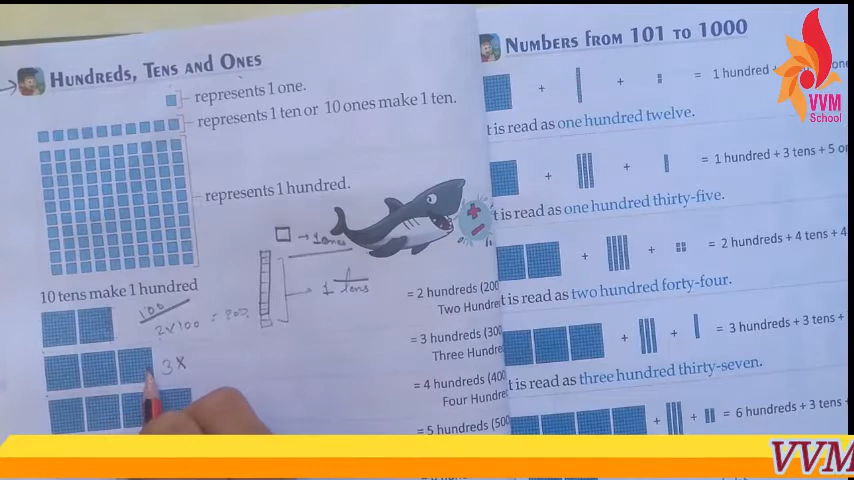 HUNDREDS, TENS AND ONES
represents 1 one.
represents 1 ten or 10 ones make 1 ten.
represents 1 hundred.
1 ones
1 tens
10 tens make 1 hundred
100
2 x 100 =
3 x
= 2 hundreds (200
Two Hundre
= 3 hundreds (300
Three Hundre
= 4 hundreds (400
Four Hundre
= 5 hundreds (500
NUMBERS FROM 101 TO 1000
+ + = 1 hundred +
t is read as one hundred twelve.
+ + = 1 hundred + 3 tens + 5 or
t is read as one hundred thirty-five.
+ + = 2 hundreds + 4 tens + 4
t is read as two hundred forty-four.
+ + = 3 hundreds + 3 tens +
t is read as three hundred thirty-seven.
+ + = 6 hundreds + 3 tens +
VVM
School
VVM